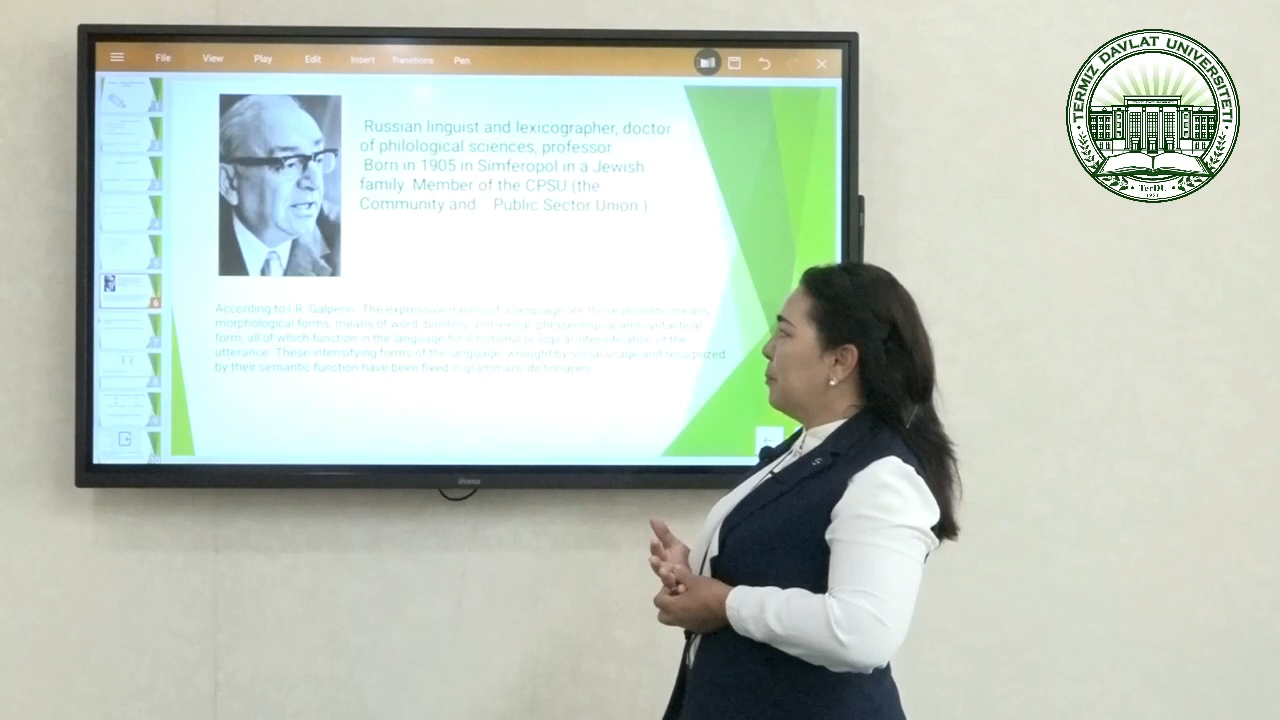 File View Play Edit Insert Transitions Pen
Russian linguist and lexicographer, doctor
of philological sciences, professor
Born in 1905 in Simferopol in a Jewish
family. Member of the CPSU (the
Community and Public Sector Union.)
According to I.R. Galperin: The expressive means of a language are those phonetic means,
morphological forms, means of word-building, and lexical, phraseological and syntactical
form, all of which function in the language for emotional or logical intensification of the
utterance. These intensifying forms of the language, wrought by social usage and recognized
by their semantic function have been fixed in grammars, dictionaries.
6
iiyama
TERMIZ DAVLAT UNIVERSITETI
TerDU